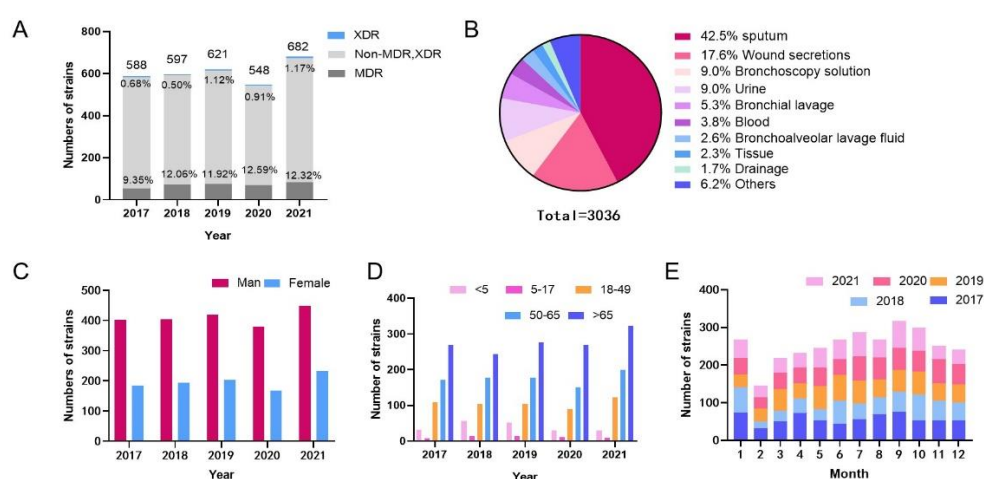 A
XDR
Non-MDR,XDR
MDR
Numbers of strains
800
600
400
200
0
588
597
621
548
682
0.68%
0.50%
1.12%
0.91%
1.17%
9.35%
12.06%
11.92%
12.59%
12.32%
2017
2018
2019
2020
2021
Year
B
42.5% sputum
17.6% Wound secretions
9.0% Bronchoscopy solution
9.0% Urine
5.3% Bronchial lavage
3.8% Blood
2.6% Bronchoalveolar lavage fluid
2.3% Tissue
1.7% Drainage
6.2% Others
Total=3036
C
Man
Female
Numbers of strains
500
400
300
200
100
0
2017
2018
2019
2020
2021
Year
D
<5
5-17
18-49
50-65
>65
Number of strains
400
300
200
100
0
2017
2018
2019
2020
2021
Year
E
2021
2020
2019
2018
2017
Number of strains
400
300
200
100
0
1
2
3
4
5
6
7
8
9
10
11
12
Month